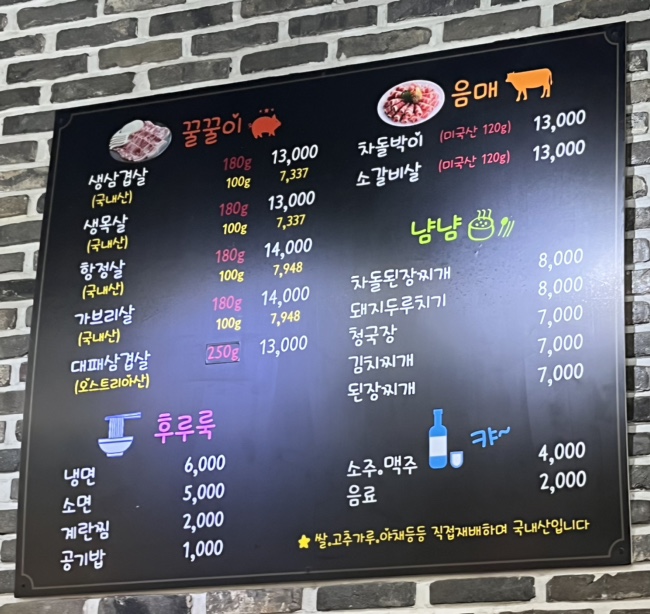 꿀꿀이
생삼겹살 180g 13,000
(국내산) 100g 7,337
생목살 180g 13,000
(국내산) 100g 7,337
항정살 180g 14,000
(국내산) 100g 7,948
가브리살 180g 14,000
(국내산) 100g 7,948
대패삼겹살 250g 13,000
(오스트리아산)
후루룩
냉면 6,000
소면 5,000
계란찜 2,000
공기밥 1,000
음매
차돌박이 (미국산 120g) 13,000
소갈비살 (미국산 120g) 13,000
냠냠
차돌된장찌개 8,000
돼지두루치기 8,000
청국장 7,000
김치찌개 7,000
된장찌개 7,000
캬~
소주.맥주 4,000
음료 2,000
★ 쌀.고추가루.야채등등 직접재배하며 국내산입니다